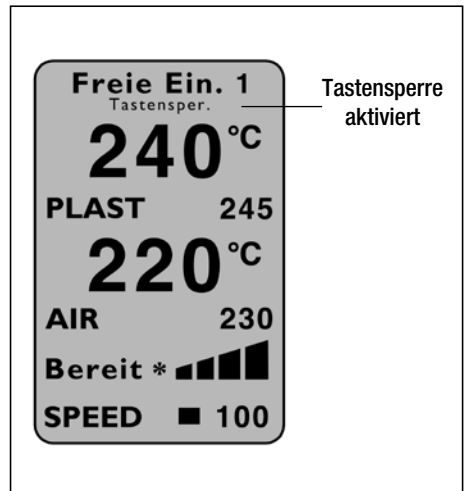 Freie Ein. 1
Tastensper.
240°C
PLAST 245
220°C
AIR 230
Bereit *
SPEED 100
Tastensperre
aktiviert